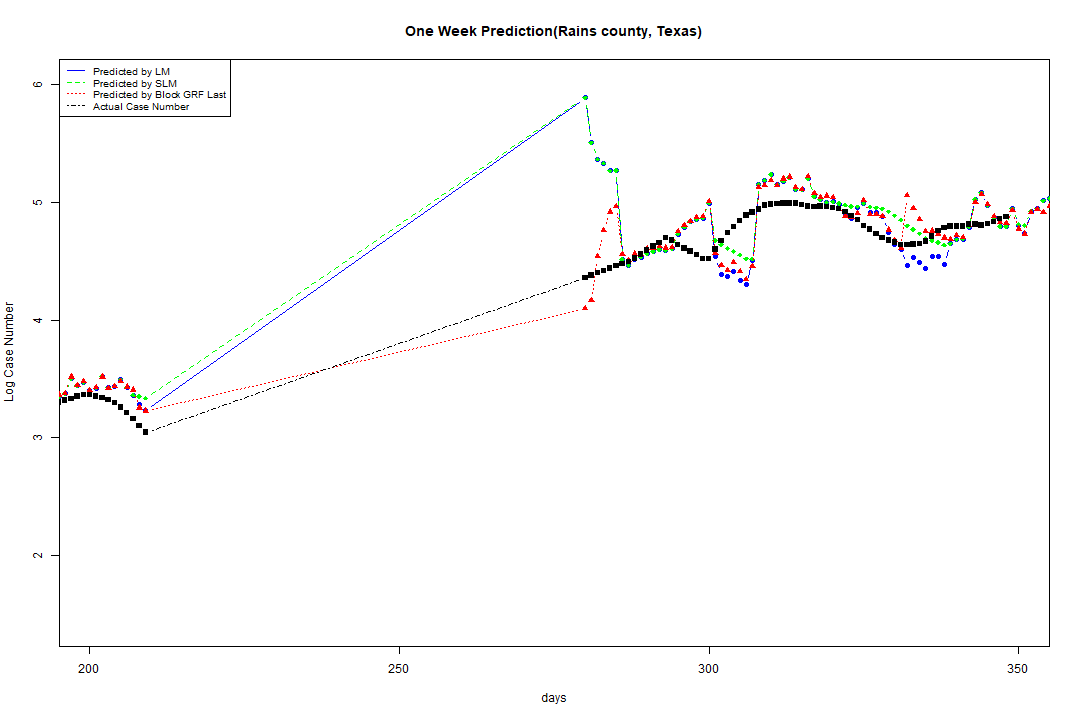 One Week Prediction(Rains county, Texas)
Predicted by LM
Predicted by SLM
Predicted by Block GRF Last
Actual Case Number
6
5
4
3
2
Log Case Number
200 250 300 350
days